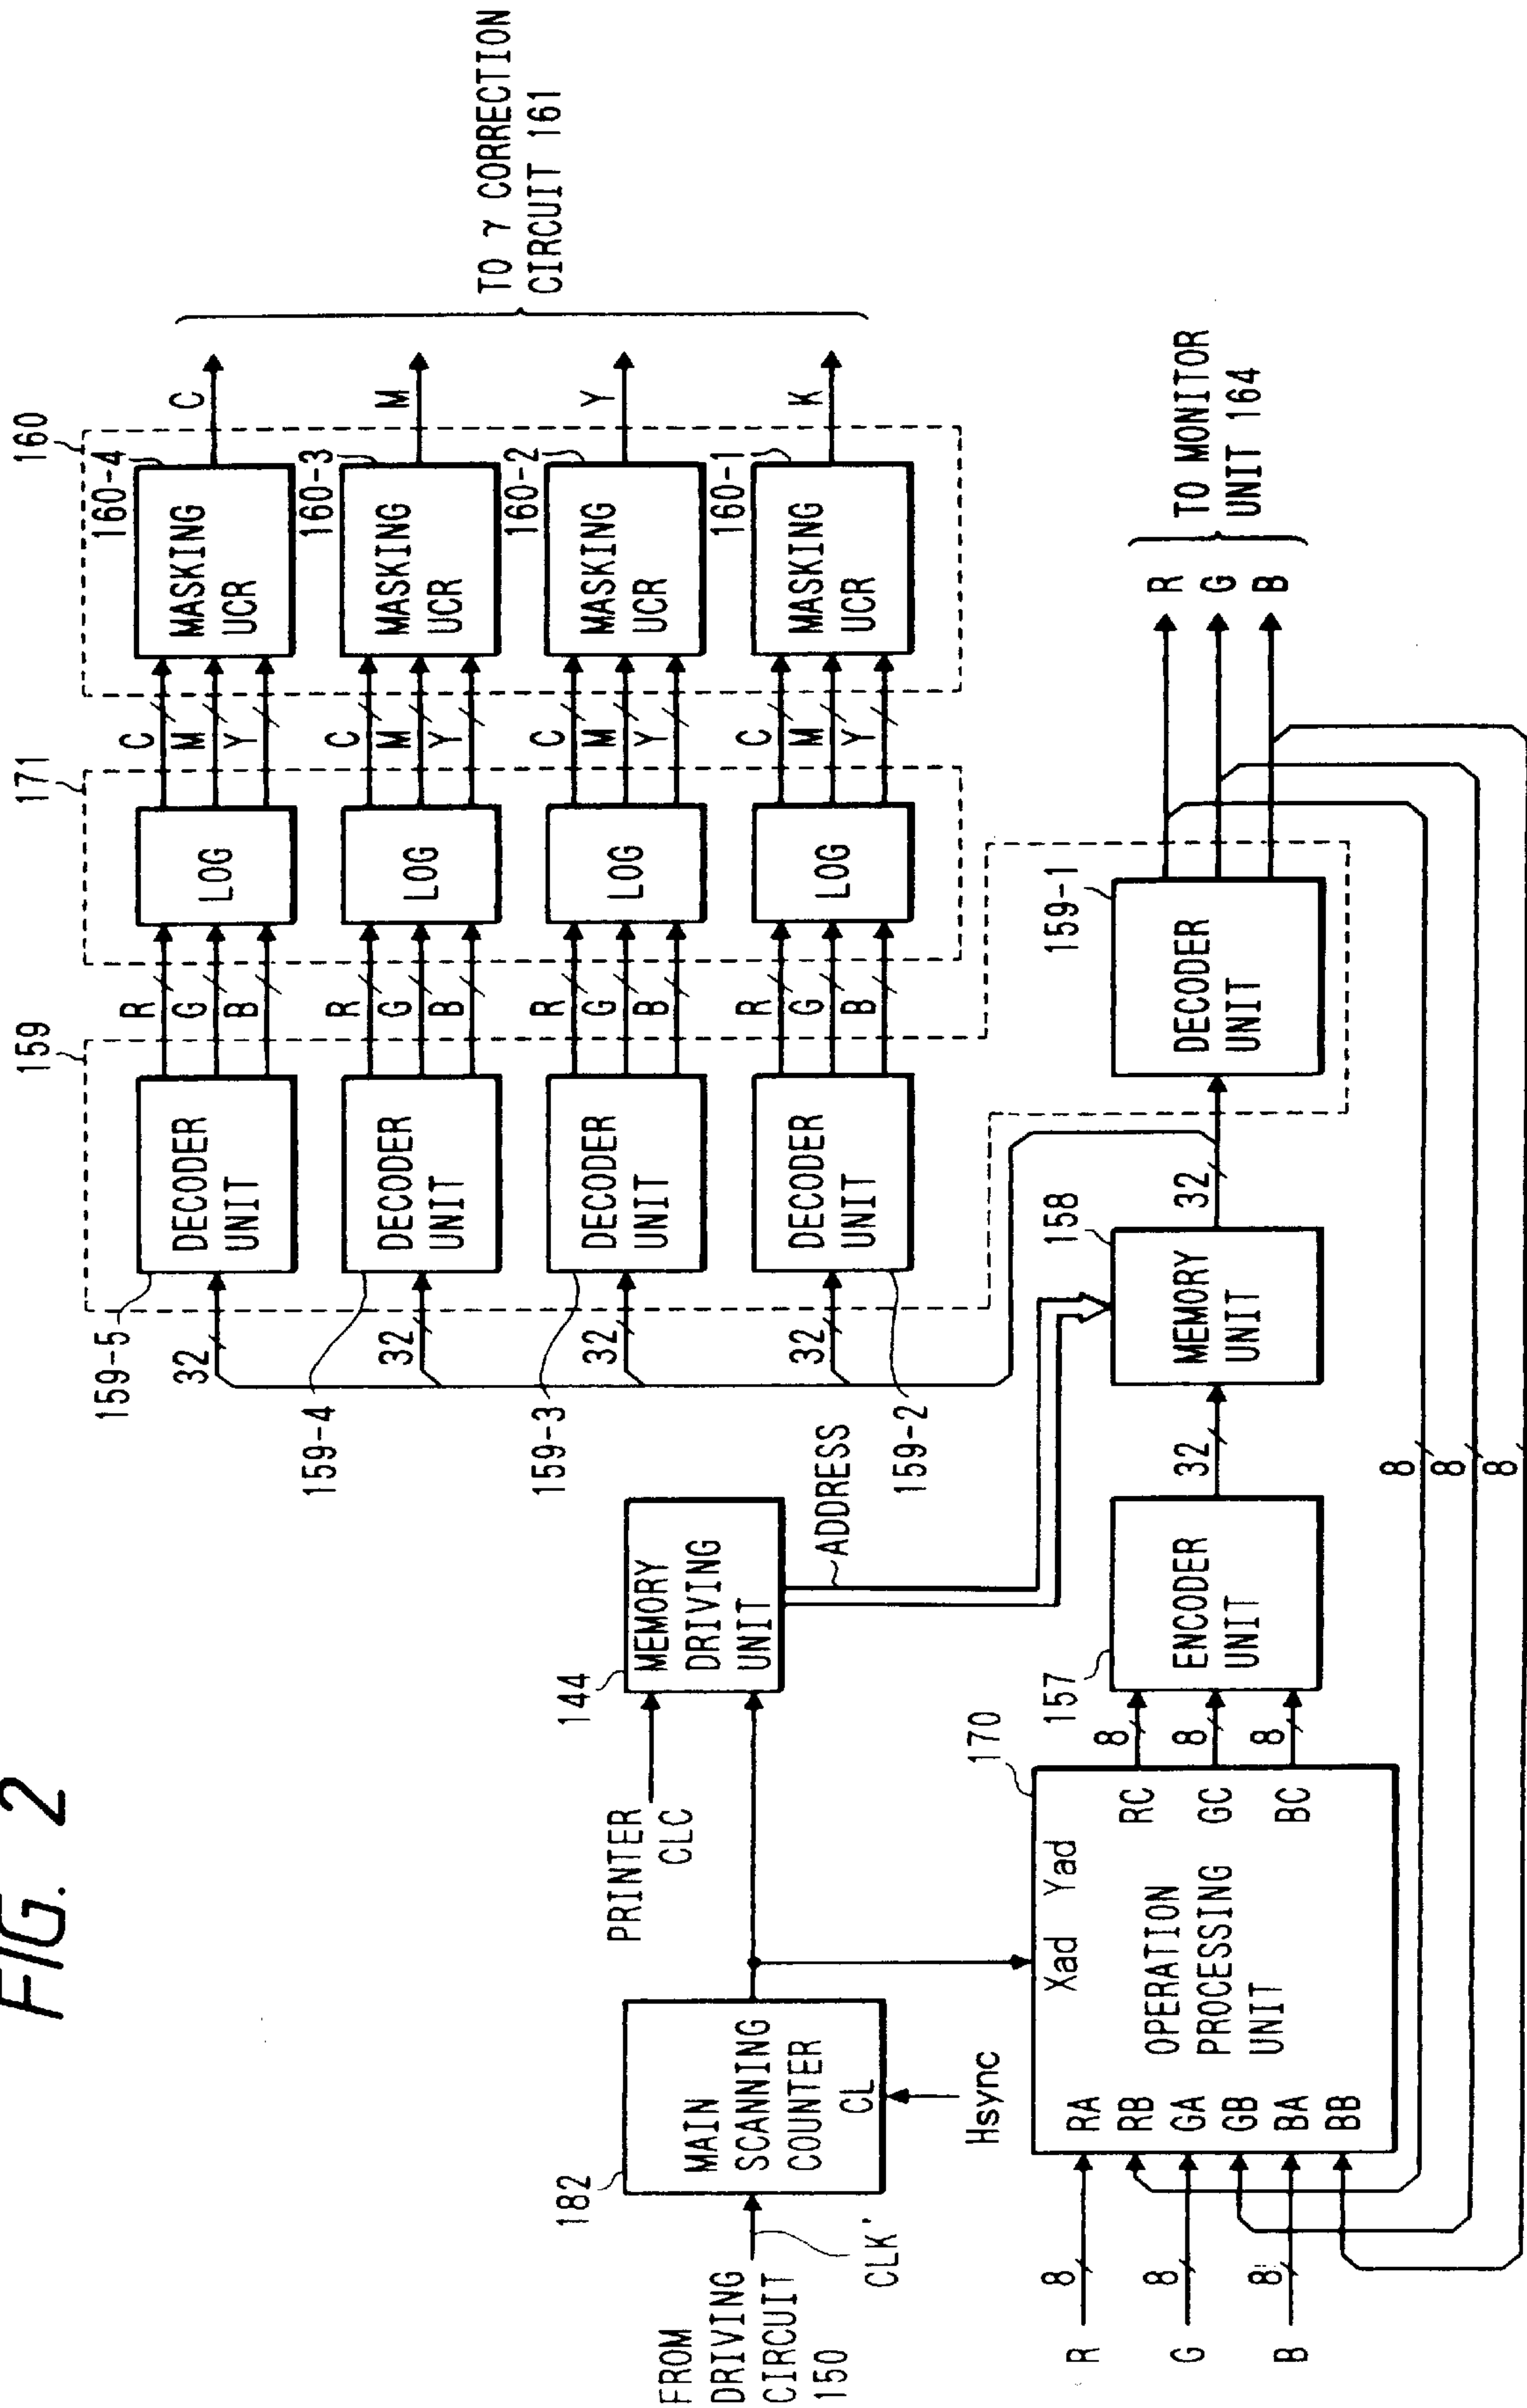 FIG. 2
159
171
160
159-5
32
DECODER
UNIT
R
G
B
LOG
C
M
Y
160-4
MASKING
UCR
C
159-4
32
DECODER
UNIT
R
G
B
LOG
C
M
Y
160-3
MASKING
UCR
M
159-3
32
DECODER
UNIT
R
G
B
LOG
C
M
Y
160-2
MASKING
UCR
Y
159-2
32
DECODER
UNIT
R
G
B
LOG
C
M
Y
160-1
MASKING
UCR
K
TO γ CORRECTION
CIRCUIT 161
PRINTER
CLC
144
MEMORY
DRIVING
UNIT
ADDRESS
FROM
DRIVING
CIRCUIT
150
CLK'
182
MAIN
SCANNING
COUNTER
CL
Hsync
R
G
B
8
8
8
170
Xad Yad
RA
RB
GA
GB
BA
BB
OPERATION
PROCESSING
UNIT
RC
GC
BC
8
8
8
157
ENCODER
UNIT
32
158
MEMORY
UNIT
32
159-1
DECODER
UNIT
R
G
B
TO MONITOR
UNIT 164
8
8
8